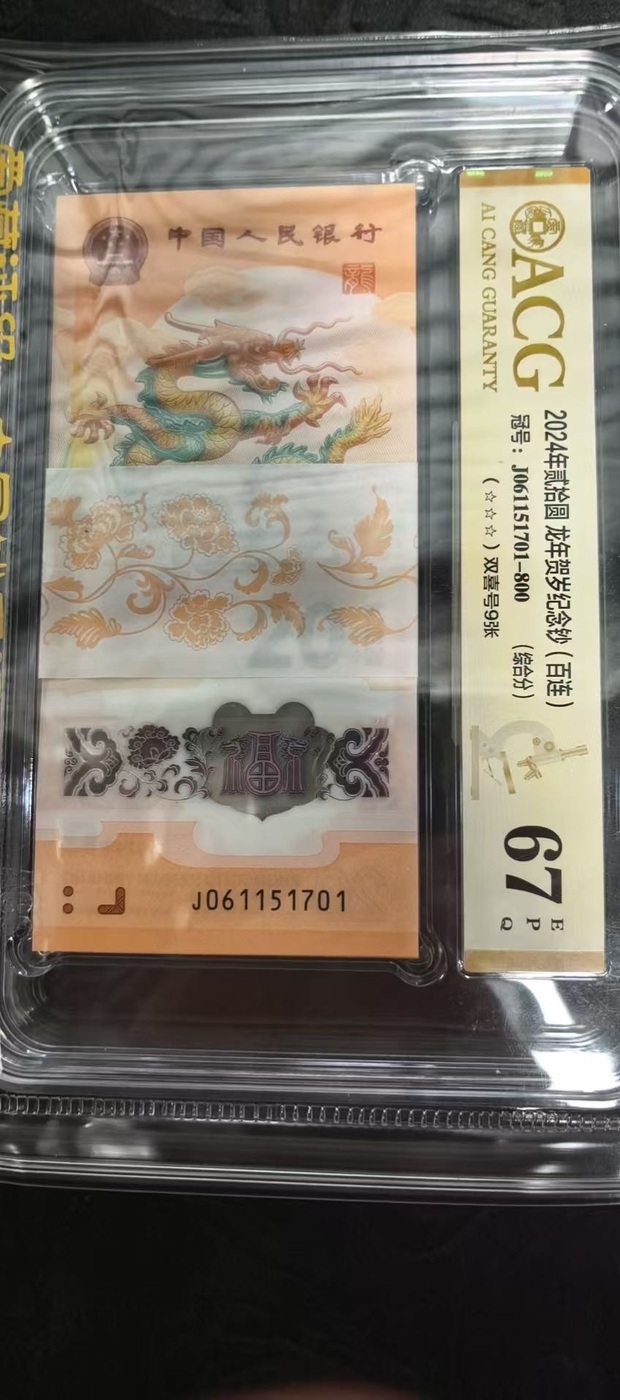 中国人民银行
龍
福
J061151701
ACG
AI CANG GUARANTY
2024年贰拾圆 龙年贺岁纪念钞（百连）
冠号：J061151701-800 （综合分）
（☆☆☆）双喜号9张
67
E
P
Q